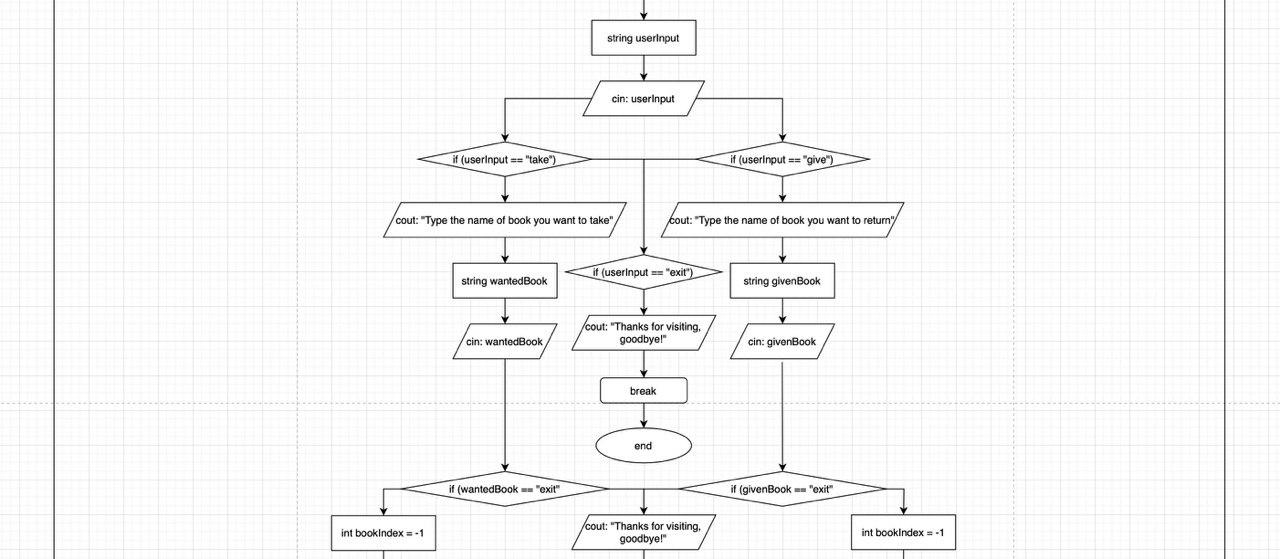 string userInput
cin: userInput
if (userInput == "take")
if (userInput == "give")
cout: "Type the name of book you want to take"
cout: "Type the name of book you want to return"
if (userInput == "exit")
string wantedBook
string givenBook
cout: "Thanks for visiting,
goodbye!"
cin: wantedBook
cin: givenBook
break
end
if (wantedBook == "exit"
if (givenBook == "exit"
int bookIndex = -1
cout: "Thanks for visiting,
goodbye!"
int bookIndex = -1